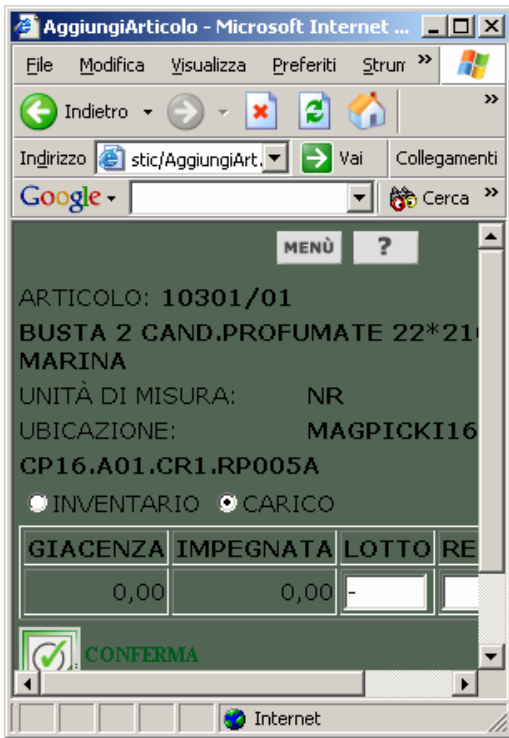 AggiungiArticolo - Microsoft Internet ...
File Modifica Visualizza Preferiti Strum »
Indietro »
Indirizzo stic/AggiungiArt. Vai Collegamenti
Google Cerca »
MENÙ ?
ARTICOLO: 10301/01
BUSTA 2 CAND.PROFUMATE 22*21
MARINA
UNITÀ DI MISURA: NR
UBICAZIONE: MAGPICKI16
CP16.A01.CR1.RP005A
INVENTARIO CARICO
GIACENZA IMPEGNATA LOTTO RE
0,00 0,00 -
CONFERMA
Internet